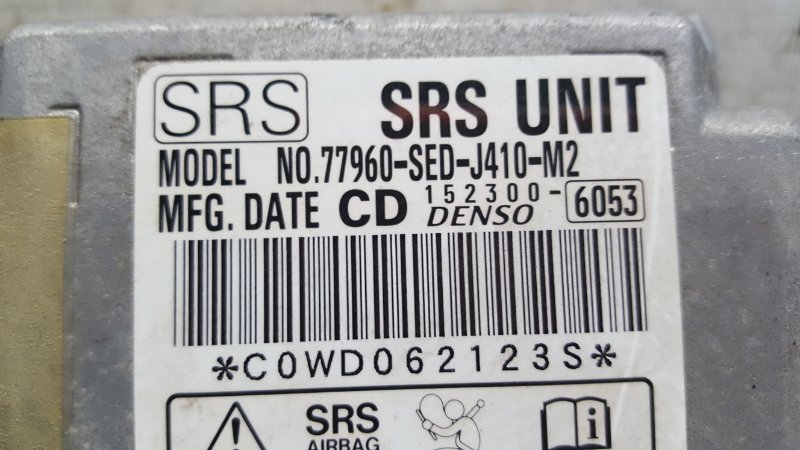 SRS SRS UNIT
MODEL NO.77960-SED-J410-M2
MFG. DATE CD 152300-6053
DENSO
*C0WD062123S*
SRS
AIRBAG
i